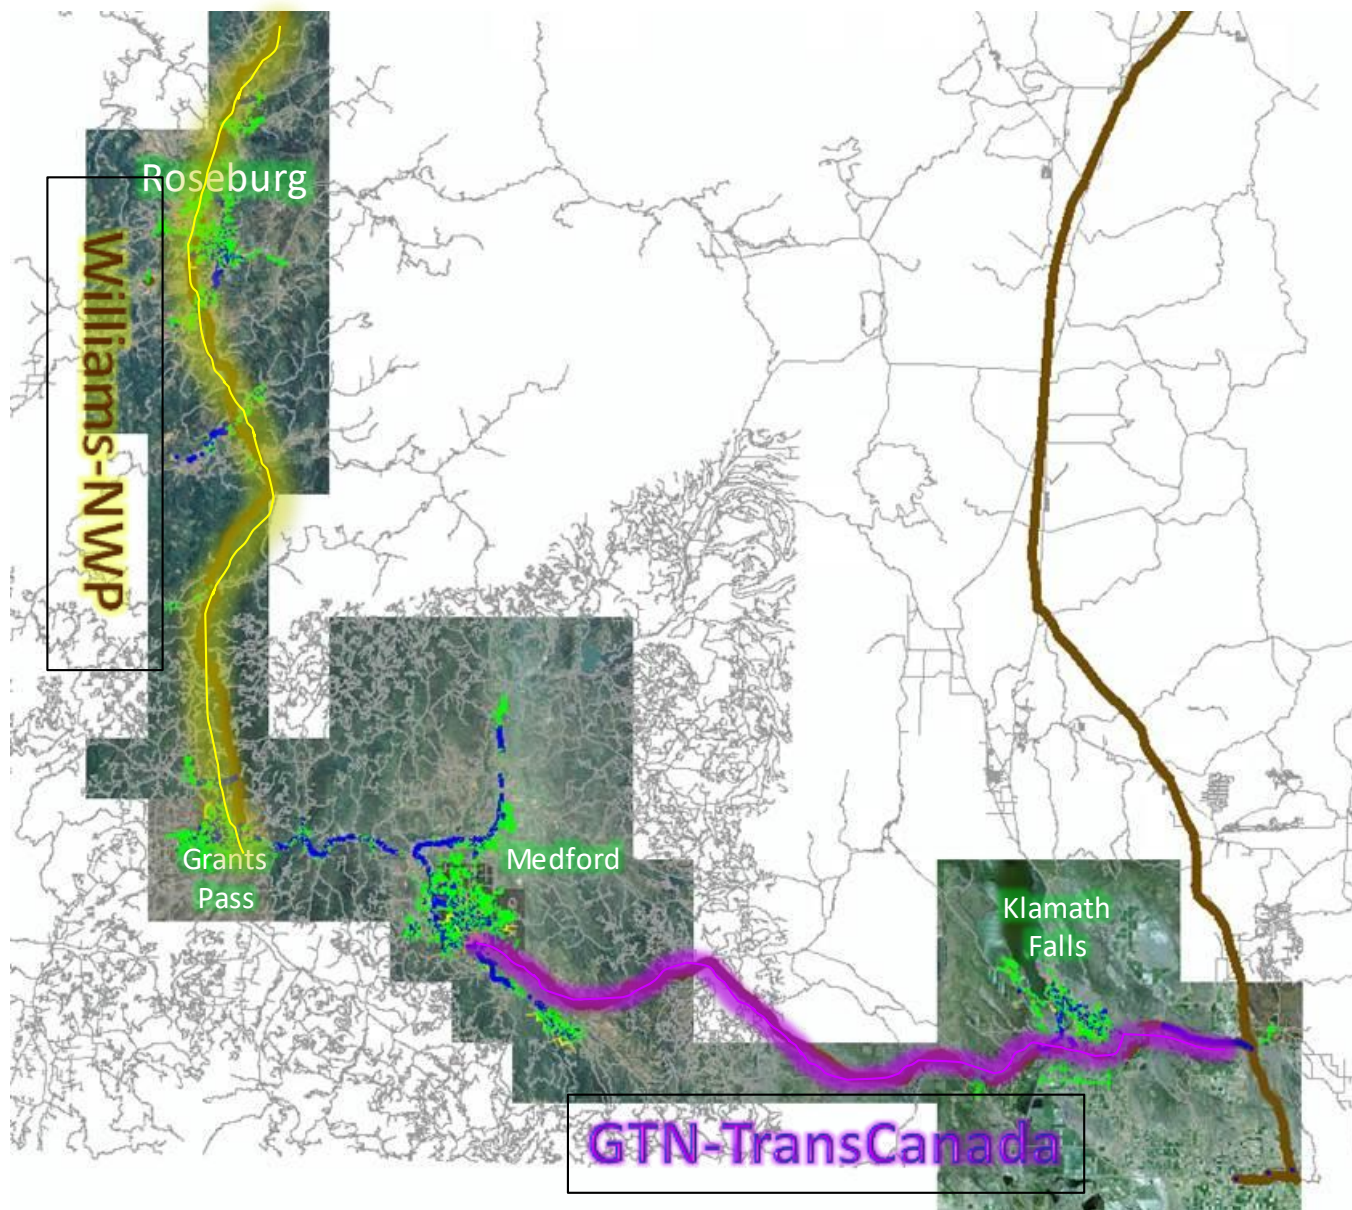 Roseburg
Williams-NWP
Grants
Pass
Medford
Klamath
Falls
GTN-TransCanada